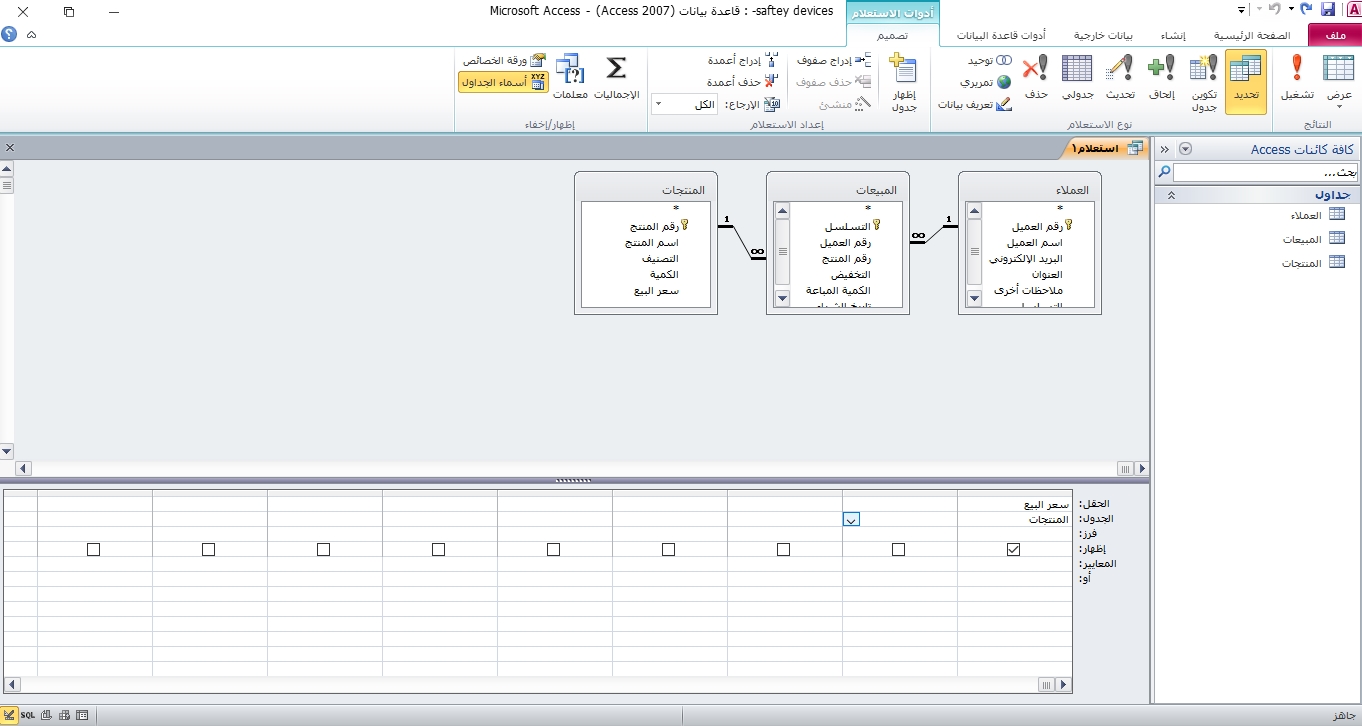 saftey devices- : قاعدة بيانات (Access 2007) - Microsoft Access
أدوات الاستعلام
ملف
الصفحة الرئيسية
إنشاء
بيانات خارجية
أدوات قاعدة البيانات
تصميم
عرض
تشغيل
النتائج
تحديد
تكوين جدول
إلحاق
تحديث
جدولي
حذف
توحيد
تمريري
تعريف بيانات
نوع الاستعلام
إظهار جدول
إدراج صفوف
حذف صفوف
منشئ
إدراج أعمدة
حذف أعمدة
الإرجاع: الكل
إعداد الاستعلام
الإجماليات
معلمات
ورقة الخصائص
أسماء الجداول
إظهار/إخفاء
كافة كائنات Access
بحث...
جداول
العملاء
المبيعات
المنتجات
استعلام١
العملاء
*
رقم العميل
اسم العميل
البريد الإلكتروني
العنوان
ملاحظات أخرى
1
∞
المبيعات
*
التسلسل
رقم العميل
رقم المنتج
التخفيض
الكمية المباعة
∞
1
المنتجات
*
رقم المنتج
اسم المنتج
التصنيف
الكمية
سعر البيع
الحقل: سعر البيع
الجدول: المنتجات
فرز:
إظهار:
المعايير:
أو:
جاهز
SQL